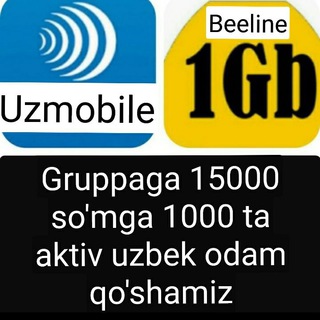 Beeline
Uzmobile
1Gb
Gruppaga 15000
so'mga 1000 ta
aktiv uzbek odam
qo'shamiz